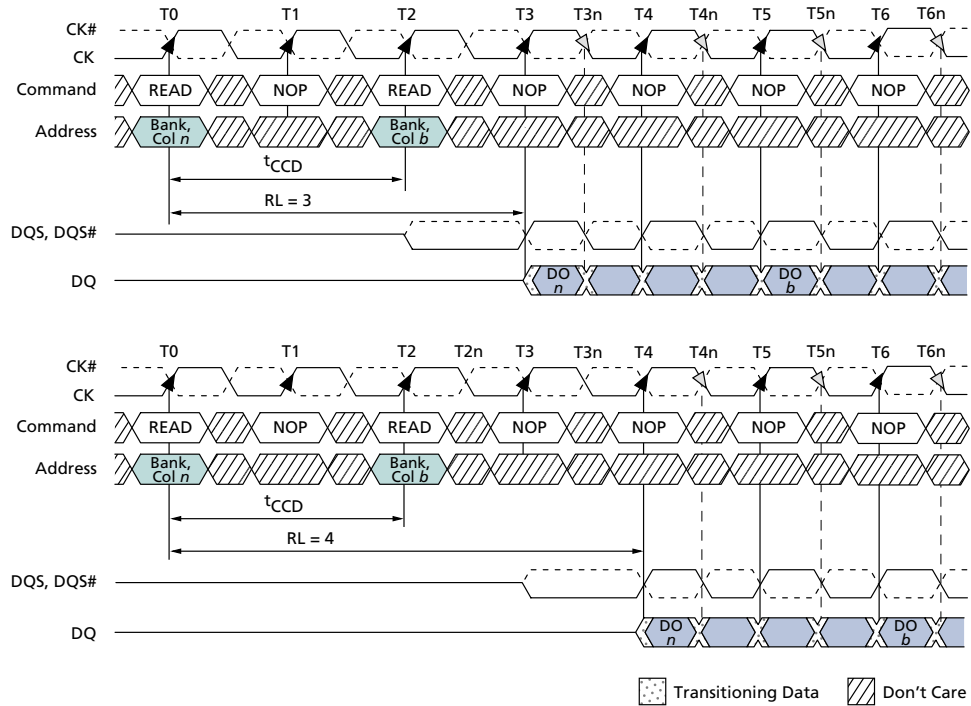 T0 T1 T2 T3 T3n T4 T4n T5 T5n T6 T6n
CK#
CK
Command READ NOP READ NOP NOP NOP NOP
Address Bank, Col n Bank, Col b
tCCD
RL = 3
DQS, DQS#
DQ DO n DO b
T0 T1 T2 T2n T3 T3n T4 T4n T5 T5n T6 T6n
CK#
CK
Command READ NOP READ NOP NOP NOP NOP
Address Bank, Col n Bank, Col b
tCCD
RL = 4
DQS, DQS#
DQ DO n DO b
Transitioning Data Don't Care